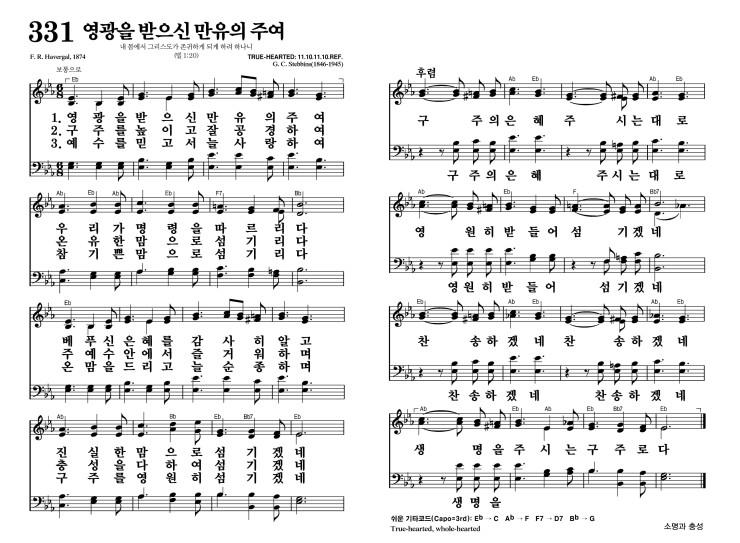 331 영광을 받으신 만유의 주여
내 몸에서 그리스도가 존귀하게 되게 하려 하나니
(빌 1:20)
F. R. Havergal, 1874
TRUE-HEARTED: 11.10.11.10.REF.
G. C. Stebbins(1846-1945)
보통으로
Eb Ab Eb
1. 영 광 을 받 으 신 만 유 의 주 여
2. 구 주 를 높 이 고 잘 공 경 하 여
3. 예 수 를 믿 고 서 늘 사 랑 하 여
Ab Eb Ab Eb F7 Bb
우 리 가 명 령 을 따 르 리 다
온 유 한 맘 으 로 섬 기 리 다
참 기 쁜 맘 으 로 섬 기 리 다
Eb Ab Eb
베 푸 신 은 혜 를 감 사 히 알 고
주 예 수 안 에 서 즐 거 워 하 며
온 맘 을 드 리 고 늘 순 종 하 며
Ab Bb Eb Bb7 Eb
진 실 한 맘 으 로 섬 기 겠 네
충 성 을 다 하 여 섬 기 겠 네
구 주 를 영 원 히 섬 기 겠 네
후렴
Eb Ab Eb
구 주 의 은 혜 주 시 는 대 로
구 주 의 은 혜 주 시 는 대 로
Ab Eb F Bb7
영 원 히 받 들 어 섬 기 겠 네
영 원 히 받 들 어 섬 기 겠 네
Eb Ab Eb
찬 송 하 겠 네 찬 송 하 겠 네
찬 송 하 겠 네 찬 송 하 겠 네
Ab Eb Ab Eb Bb7 Eb
생 명 을 주 시 는 구 주 로 다
생 명 을
쉬운 기타코드(Capo=3rd): Eb → C Ab → F F7 → D7 Bb → G
True-hearted, whole-hearted
소명과 충성